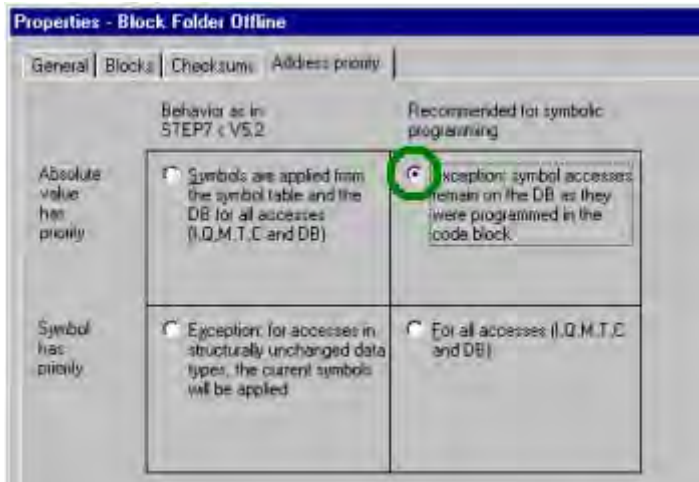 Properties - Block Folder Offline
General
Blocks
Checksums
Address priority
Behavior as in
STEP7 < V5.2
Recommended for symbolic
programming
Absolute
value
has
priority
Symbols are applied from
the symbol table and the
DB for all accesses
(I,Q,M,T,C and DB)
Exception: symbol accesses
remain on the DB as they
were programmed in the
code block
Symbol
has
priority
Exception: for accesses in
structurally unchanged data
types, the current symbols
will be applied
For all accesses (I,Q,M,T,C
and DB)